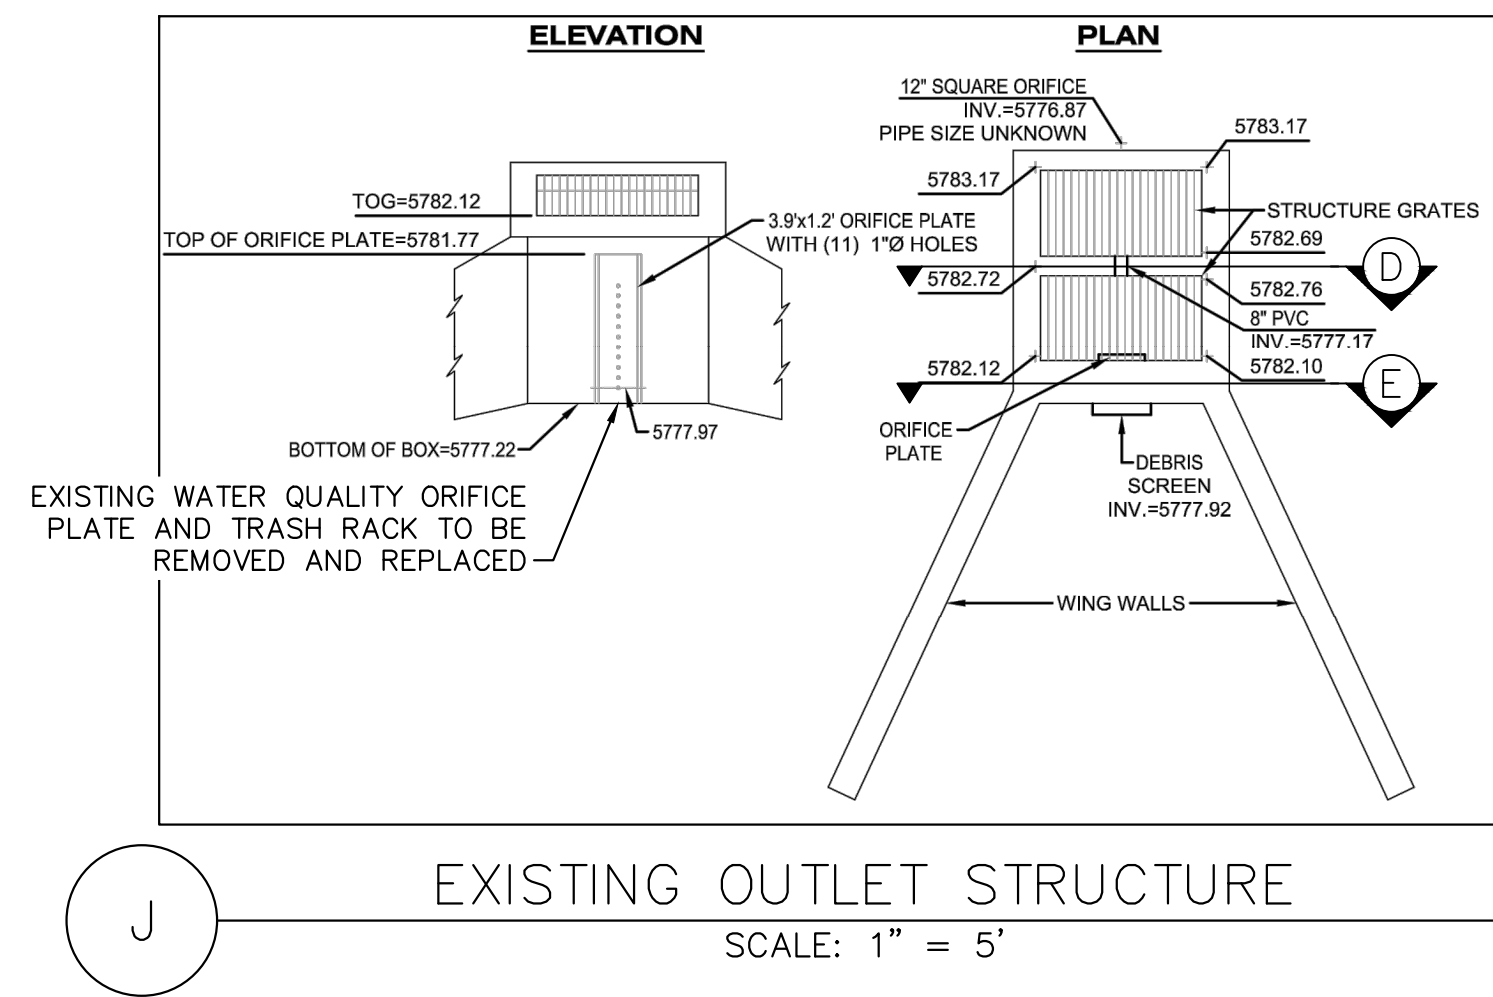 ELEVATION
TOG=5782.12
TOP OF ORIFICE PLATE=5781.77
3.9'x1.2' ORIFICE PLATE
WITH (11) 1"Ø HOLES
5777.97
BOTTOM OF BOX=5777.22
EXISTING WATER QUALITY ORIFICE
PLATE AND TRASH RACK TO BE
REMOVED AND REPLACED
PLAN
12" SQUARE ORIFICE
INV.=5776.87
PIPE SIZE UNKNOWN
5783.17
5783.17
STRUCTURE GRATES
5782.69
D
5782.72
5782.76
8" PVC
INV.=5777.17
5782.12
5782.10
E
ORIFICE
PLATE
DEBRIS
SCREEN
INV.=5777.92
WING WALLS
J
EXISTING OUTLET STRUCTURE
SCALE: 1" = 5'